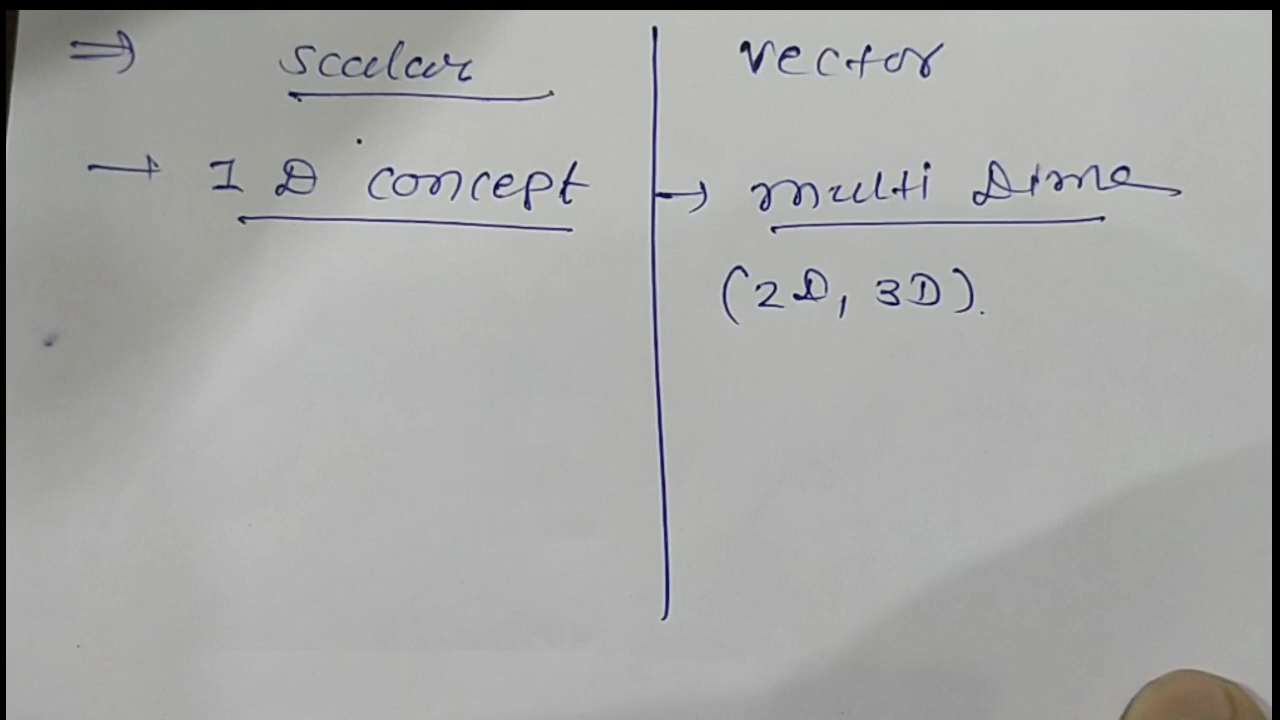 ⇒ scalar | vector
→ 1 D concept | → multi Dime
(2D, 3D).